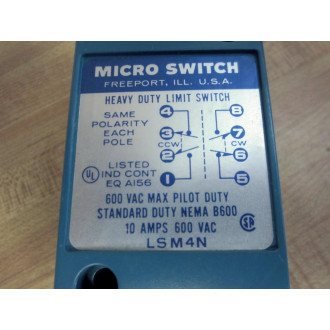 MICRO SWITCH
FREEPORT, ILL. U.S.A.
HEAVY DUTY LIMIT SWITCH
SAME POLARITY EACH POLE
4 8
3 7
CCW CW
2 6
1 5
UL LISTED
IND CONT
EQ A156
600 VAC MAX PILOT DUTY
STANDARD DUTY NEMA B600
10 AMPS 600 VAC
LSM4N